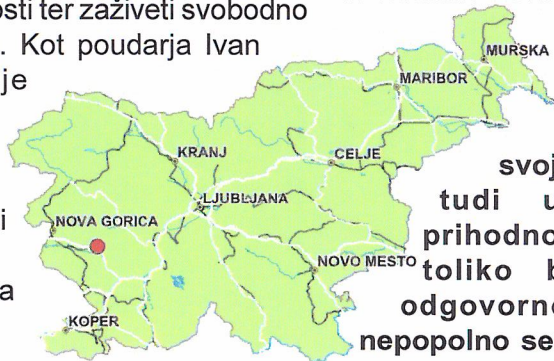 osti ter zaživeti svobodno
. Kot poudarja Ivan
je
MURSKA
MARIBOR
KRANJ
CELJE
svoj
LJUBLJANA
tudi u
i
NOVA GORICA
prihodno
NOVO MESTO
toliko b
a
odgovorno
KOPER
nepopolno se